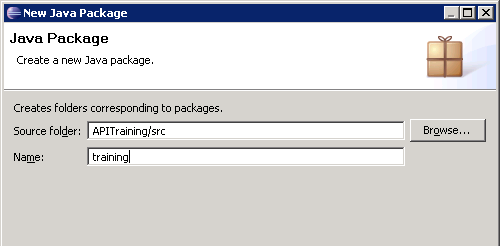 New Java Package
Java Package
Create a new Java package.
Creates folders corresponding to packages.
Source folder: APITraining/src Browse...
Name: training